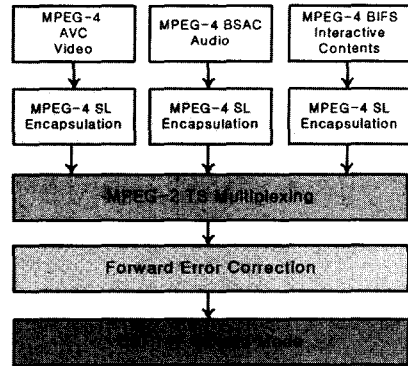 MPEG-4
AVC
Video
MPEG-4 BSAC
Audio
MPEG-4 BIFS
Interactive
Contents
MPEG-4 SL
Encapsulation
MPEG-4 SL
Encapsulation
MPEG-4 SL
Encapsulation
MPEG-2 TS Multiplexing
Forward Error Correction
Mode